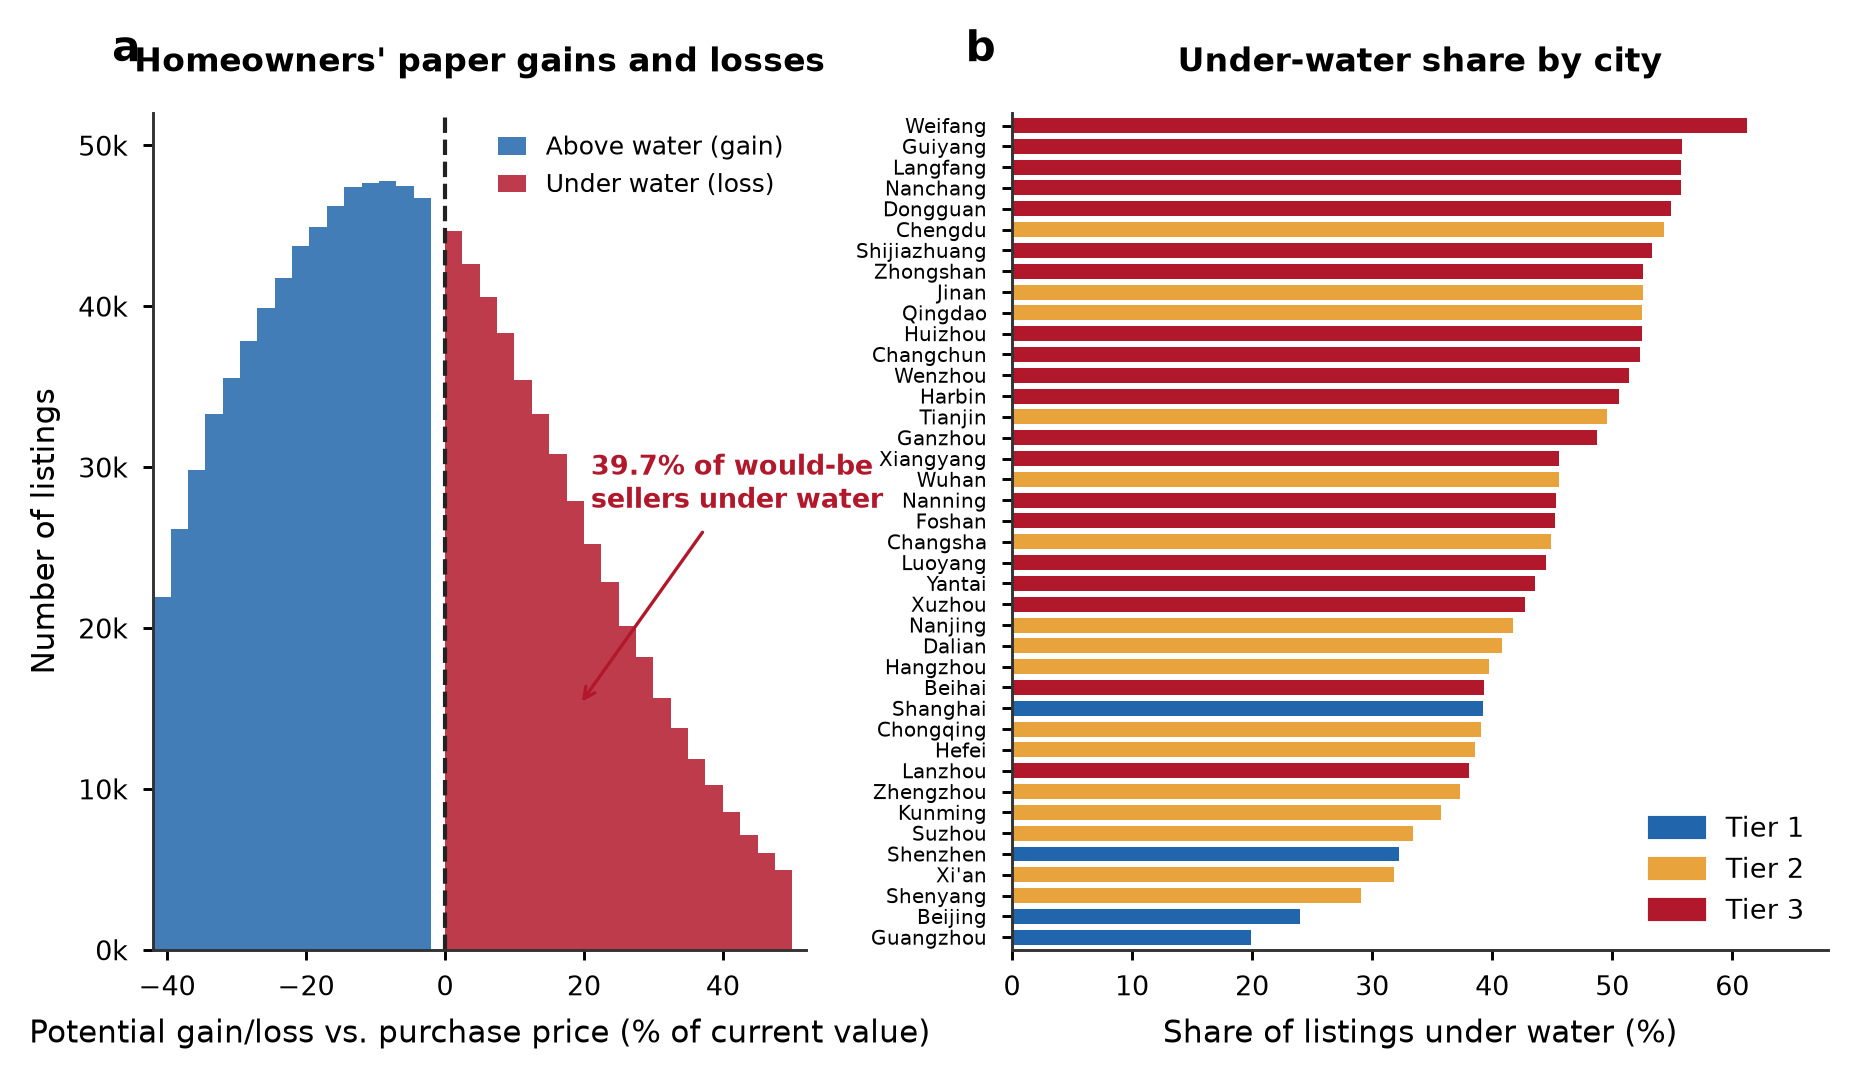 a
Homeowners' paper gains and losses
50k
40k
30k
20k
10k
0k
Number of listings
Above water (gain)
Under water (loss)
39.7% of would-be
sellers under water
−40
−20
0
20
40
Potential gain/loss vs. purchase price (% of current value)
b
Under-water share by city
Weifang
Guiyang
Langfang
Nanchang
Dongguan
Chengdu
Shijiazhuang
Zhongshan
Jinan
Qingdao
Huizhou
Changchun
Wenzhou
Harbin
Tianjin
Ganzhou
Xiangyang
Wuhan
Nanning
Foshan
Changsha
Luoyang
Yantai
Xuzhou
Nanjing
Dalian
Hangzhou
Beihai
Shanghai
Chongqing
Hefei
Lanzhou
Zhengzhou
Kunming
Suzhou
Shenzhen
Xi'an
Shenyang
Beijing
Guangzhou
Tier 1
Tier 2
Tier 3
0
10
20
30
40
50
60
Share of listings under water (%)